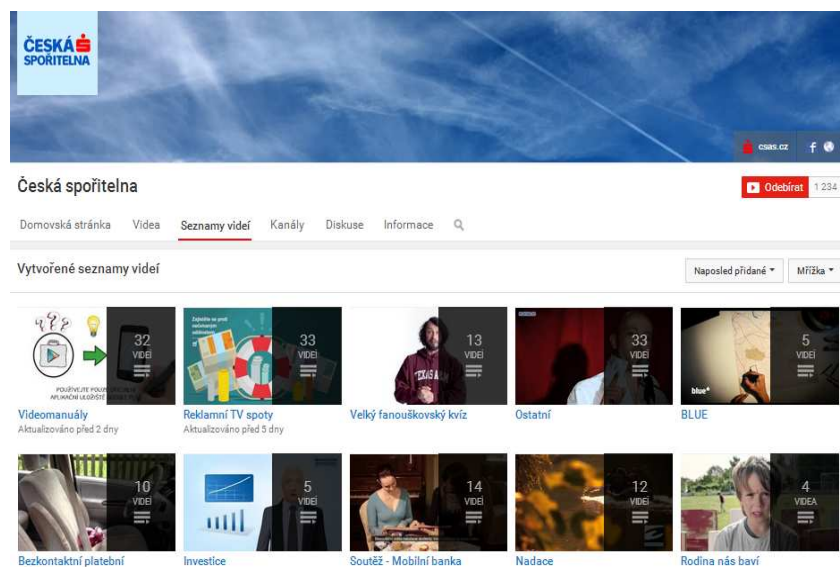 ČESKÁ
SPOŘITELNA
csas.cz
Česká spořitelna
Odebírat 1 234
Domovská stránka Videa Seznamy videí Kanály Diskuse Informace
Vytvořené seznamy videí
Naposled přidané Mřížka
32
VIDEÍ
33
VIDEÍ
13
VIDEÍ
33
VIDEÍ
5
VIDEÍ
TEXAS
blue
Videomanuály
Reklamní TV spoty
Velký fanouškovský kvíz
Ostatní
BLUE
Aktualizováno před 2 dny
Aktualizováno před 5 dny
10
VIDEÍ
5
VIDEÍ
14
VIDEÍ
12
VIDEÍ
4
VIDEA
Bezkontaktní platební
Investice
Soutěž - Mobilní banka
Nadace
Rodina nás baví